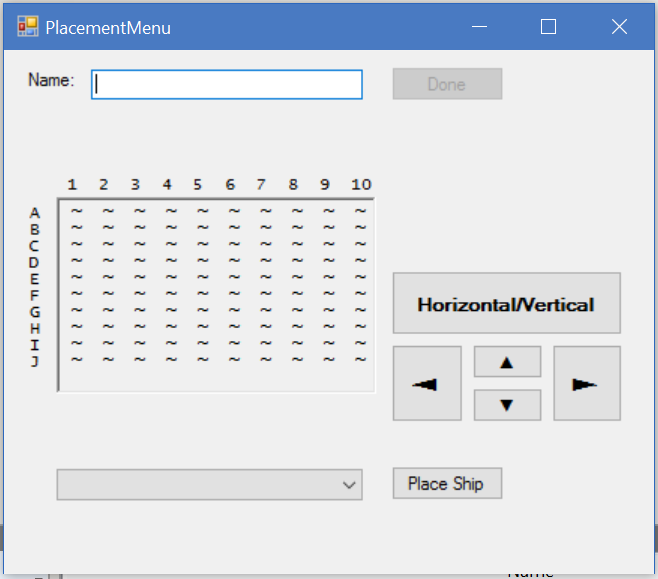 PlacementMenu
Name:
Done
1 2 3 4 5 6 7 8 9 10
A ~ ~ ~ ~ ~ ~ ~ ~ ~ ~
B ~ ~ ~ ~ ~ ~ ~ ~ ~ ~
C ~ ~ ~ ~ ~ ~ ~ ~ ~ ~
D ~ ~ ~ ~ ~ ~ ~ ~ ~ ~
E ~ ~ ~ ~ ~ ~ ~ ~ ~ ~
F ~ ~ ~ ~ ~ ~ ~ ~ ~ ~
G ~ ~ ~ ~ ~ ~ ~ ~ ~ ~
H ~ ~ ~ ~ ~ ~ ~ ~ ~ ~
I ~ ~ ~ ~ ~ ~ ~ ~ ~ ~
J ~ ~ ~ ~ ~ ~ ~ ~ ~ ~
Horizontal/Vertical
◄ ▲ ►
▼
Place Ship
Name